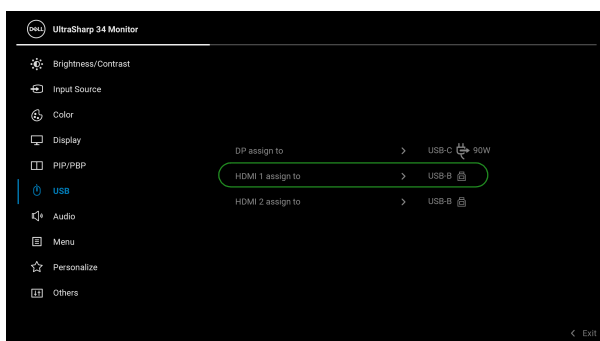 DELL UltraSharp 34 Monitor
Brightness/Contrast
Input Source
Color
Display
PIP/PBP
USB
Audio
Menu
Personalize
Others
DP assign to > USB-C 90W
HDMI 1 assign to > USB-B
HDMI 2 assign to > USB-B
< Exit